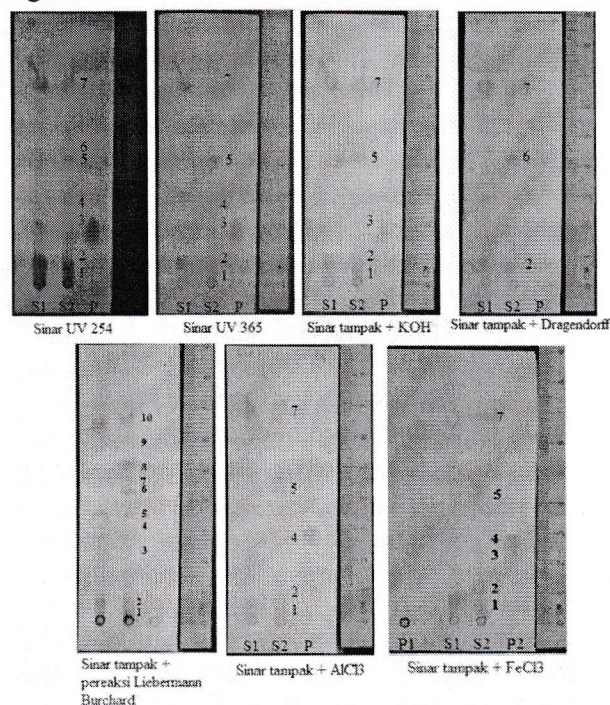 7
6
5
4
3
2
1
S1 S2 P
Sinar UV 254
7
5
4
3
2
1
S1 S2 P
Sinar UV 365
7
5
3
2
1
S1 S2 P
Sinar tampak + KOH
7
6
2
S1 S2 P
Sinar tampak + Dragendorff
10
9
8
7
6
5
4
3
2
1
Sinar tampak +
pereaksi Liebermann
Burchard
7
5
4
2
1
S1 S2 P
Sinar tampak + AlCl3
7
5
4
3
2
1
P1 S1 S2 P2
Sinar tampak + FeCl3